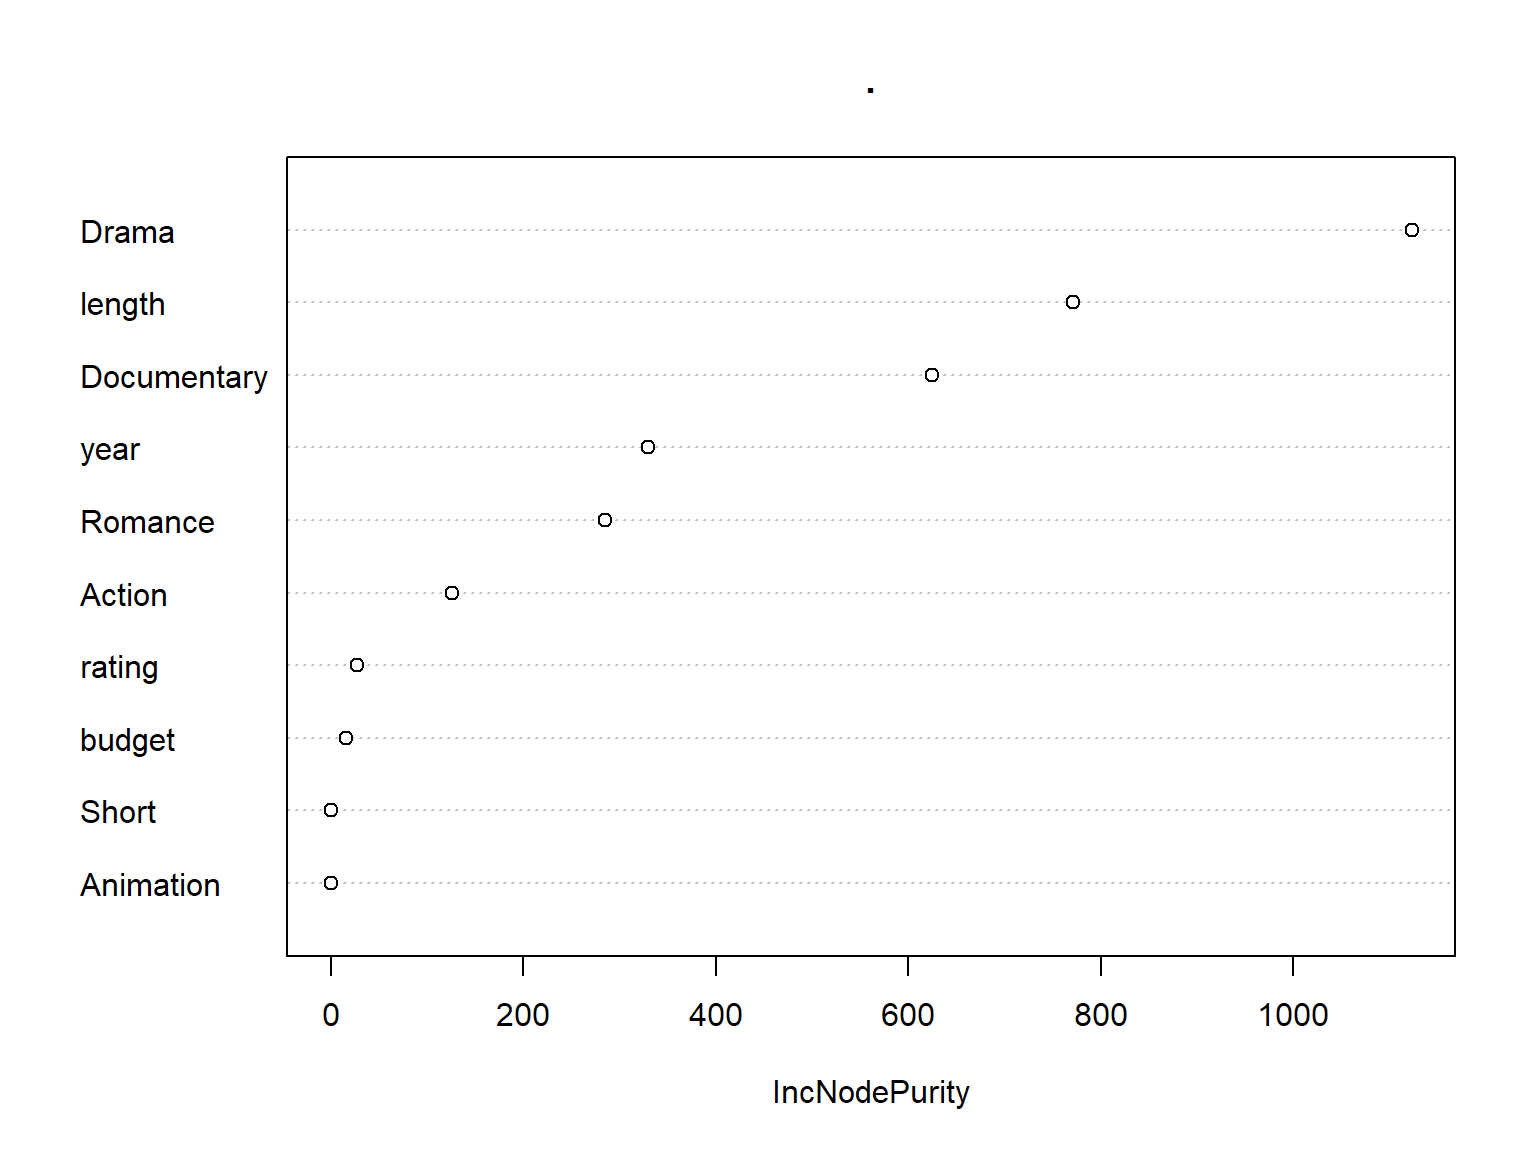 .
Drama
length
Documentary
year
Romance
Action
rating
budget
Short
Animation
0 200 400 600 800 1000
IncNodePurity